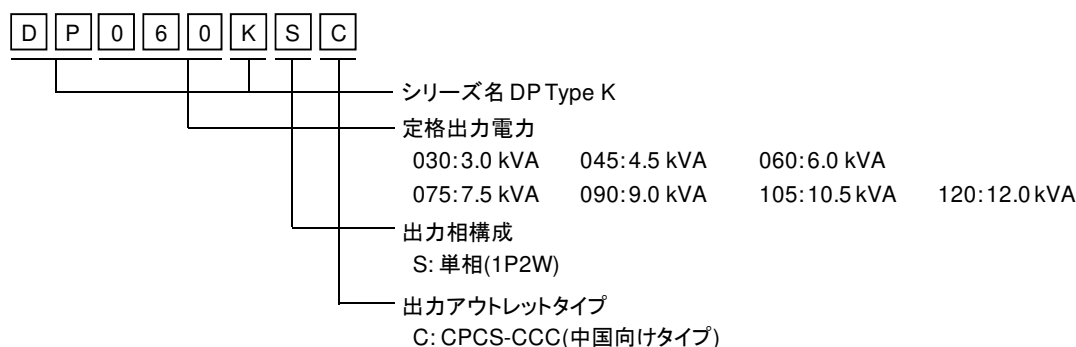 DP060KSC
シリーズ名 DP Type K
定格出力電力
030:3.0 kVA 045:4.5 kVA 060:6.0 kVA
075:7.5 kVA 090:9.0 kVA 105:10.5 kVA 120:12.0 kVA
出力相構成
S: 単相(1P2W)
出力アウトレットタイプ
C: CPCS-CCC(中国向けタイプ)